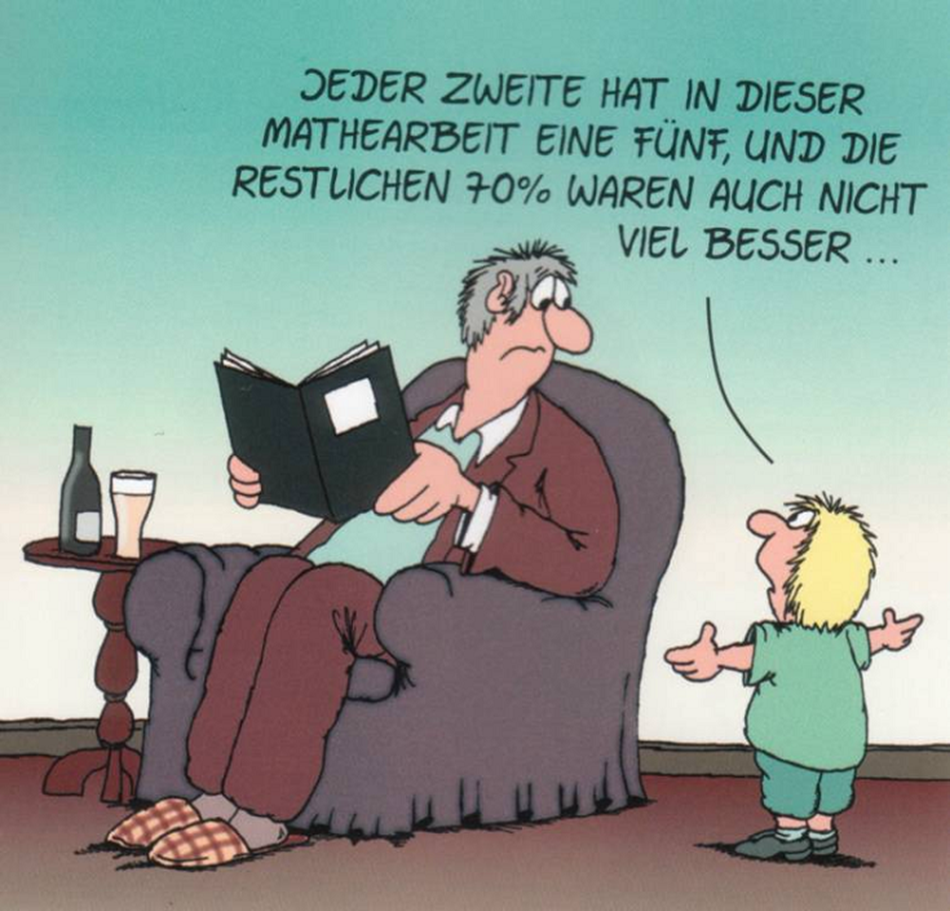 JEDER ZWEITE HAT IN DIESER
MATHEARBEIT EINE FÜNF, UND DIE
RESTLICHEN 70% WAREN AUCH NICHT
VIEL BESSER ...